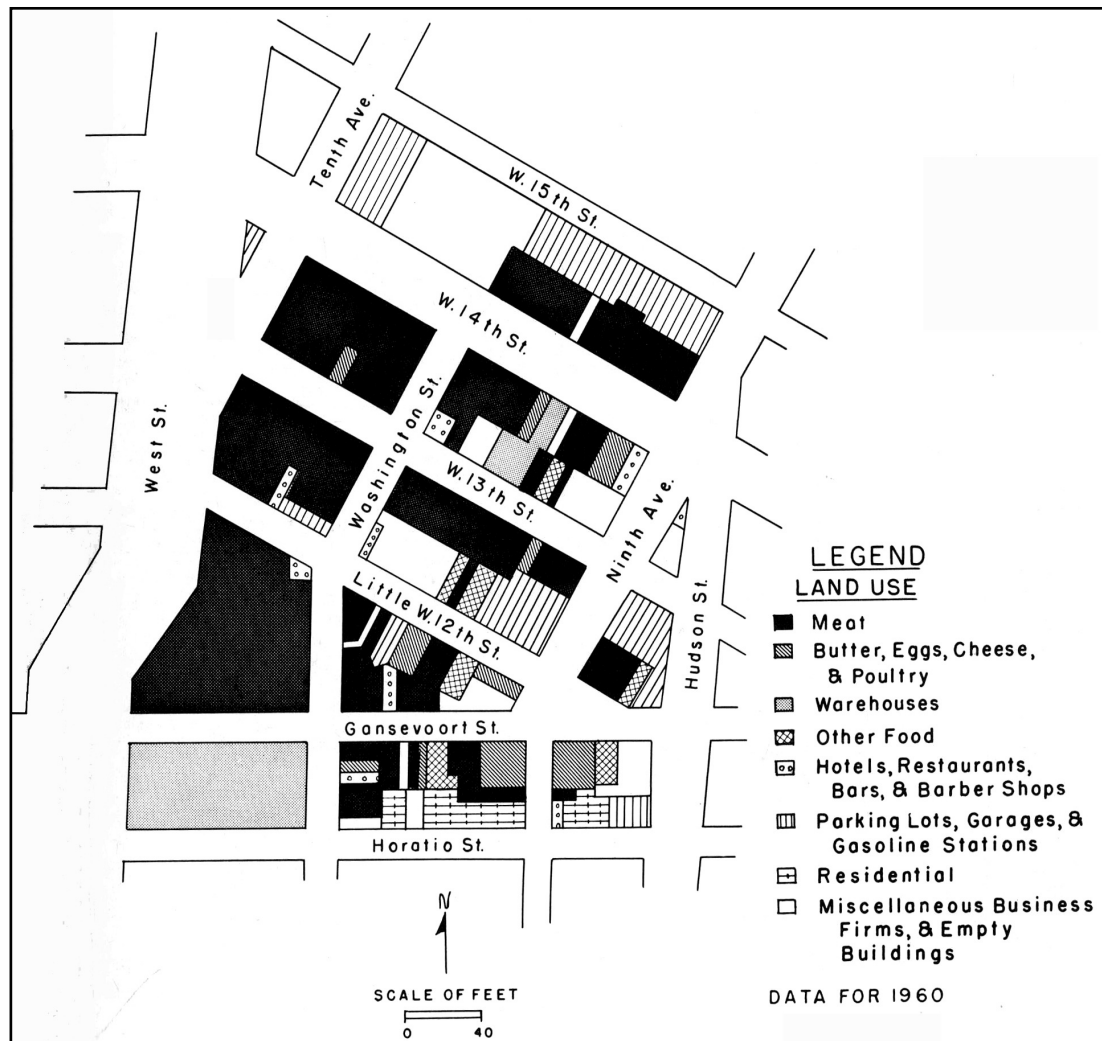 Tenth Ave.
W. 15th St.
W. 14th St.
West St.
Washington St.
W. 13th St.
Ninth Ave.
Little W. 12th St.
Hudson St.
Gansevoort St.
Horatio St.
N
SCALE OF FEET
0 40
LEGEND
LAND USE
Meat
Butter, Eggs, Cheese,
& Poultry
Warehouses
Other Food
Hotels, Restaurants,
Bars, & Barber Shops
Parking Lots, Garages, &
Gasoline Stations
Residential
Miscellaneous Business
Firms, & Empty
Buildings
DATA FOR 1960